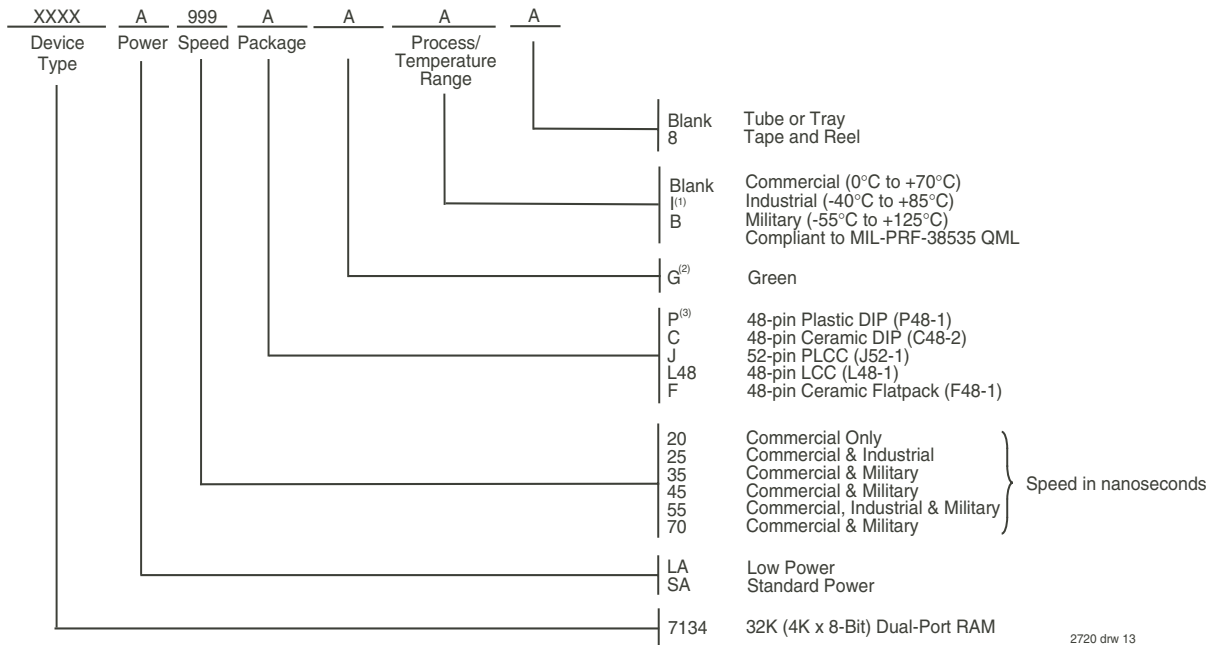 XXXX A 999 A A A A
Device Type Power Speed Package Process/ Temperature Range
Blank Tube or Tray
8 Tape and Reel
Blank Commercial (0°C to +70°C)
I(1) Industrial (-40°C to +85°C)
B Military (-55°C to +125°C)
Compliant to MIL-PRF-38535 QML
G(2) Green
P(3) 48-pin Plastic DIP (P48-1)
C 48-pin Ceramic DIP (C48-2)
J 52-pin PLCC (J52-1)
L48 48-pin LCC (L48-1)
F 48-pin Ceramic Flatpack (F48-1)
20 Commercial Only
25 Commercial & Industrial
35 Commercial & Military
45 Commercial & Military
55 Commercial, Industrial & Military
70 Commercial & Military
Speed in nanoseconds
LA Low Power
SA Standard Power
7134 32K (4K x 8-Bit) Dual-Port RAM
2720 drw 13